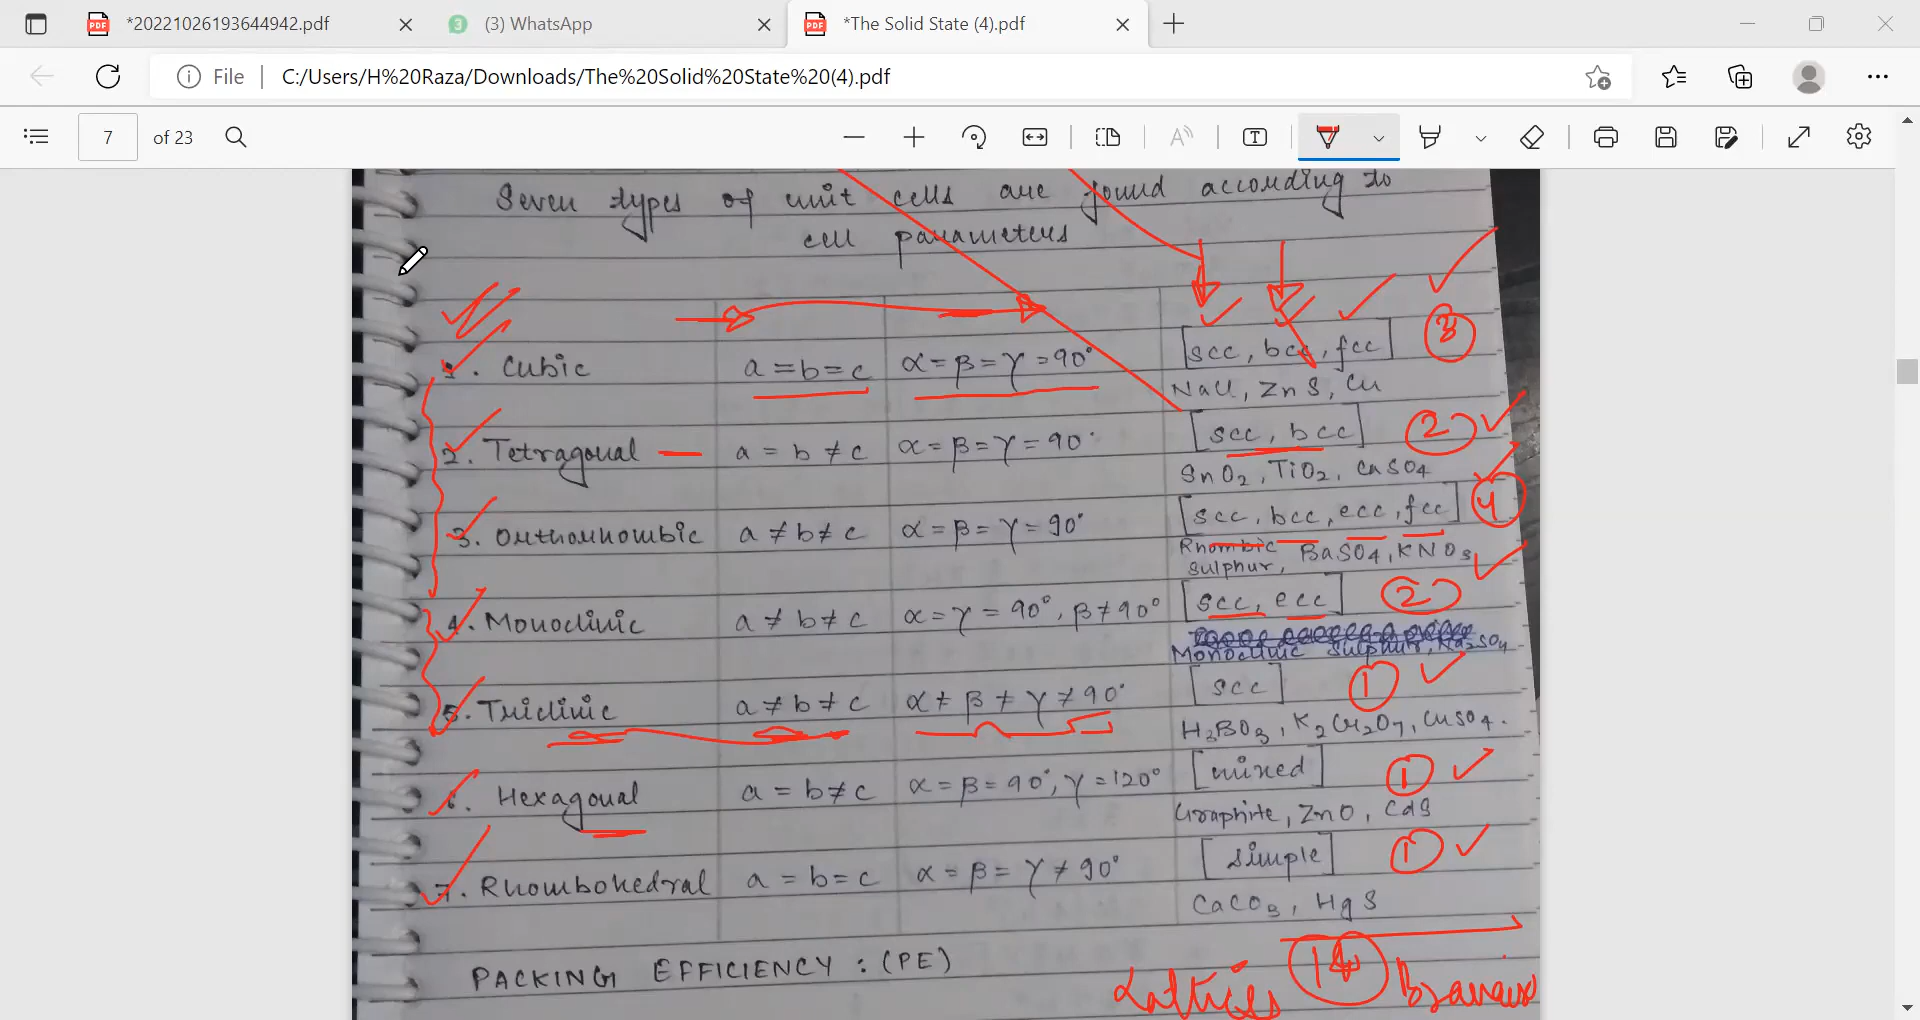 *20221026193644942.pdf
3 (3) WhatsApp
*The Solid State (4).pdf
File C:/Users/H%20Raza/Downloads/The%20Solid%20State%20(4).pdf
7 of 23
Seven types of unit cells are found according to
cell parameters
1. Cubic a = b = c α = β = γ = 90° [scc, bcc, fcc] 3
NaCl, ZnS, Cu
2. Tetragonal a = b ≠ c α = β = γ = 90° [scc, bcc] 2
SnO2, TiO2, CaSO4
3. Orthorhombic a ≠ b ≠ c α = β = γ = 90° [scc, bcc, ecc, fcc] 4
Rhombic BaSO4, KNO3
sulphur,
4. Monoclinic a ≠ b ≠ c α = γ = 90°, β ≠ 90° [scc, ecc] 2
Monoclinic Sulphur, Na2SO4
5. Triclinic a ≠ b ≠ c α ≠ β ≠ γ ≠ 90° [scc] 1
H3BO3, K2Cr2O7, CuSO4.
6. Hexagonal a = b ≠ c α = β = 90°, γ = 120° [mixed] 1
Graphite, ZnO, CdS
7. Rhombohedral a = b = c α = β = γ ≠ 90° [simple] 1
CaCO3, HgS
PACKING EFFICIENCY : (PE)
Lattices 14 Bravais